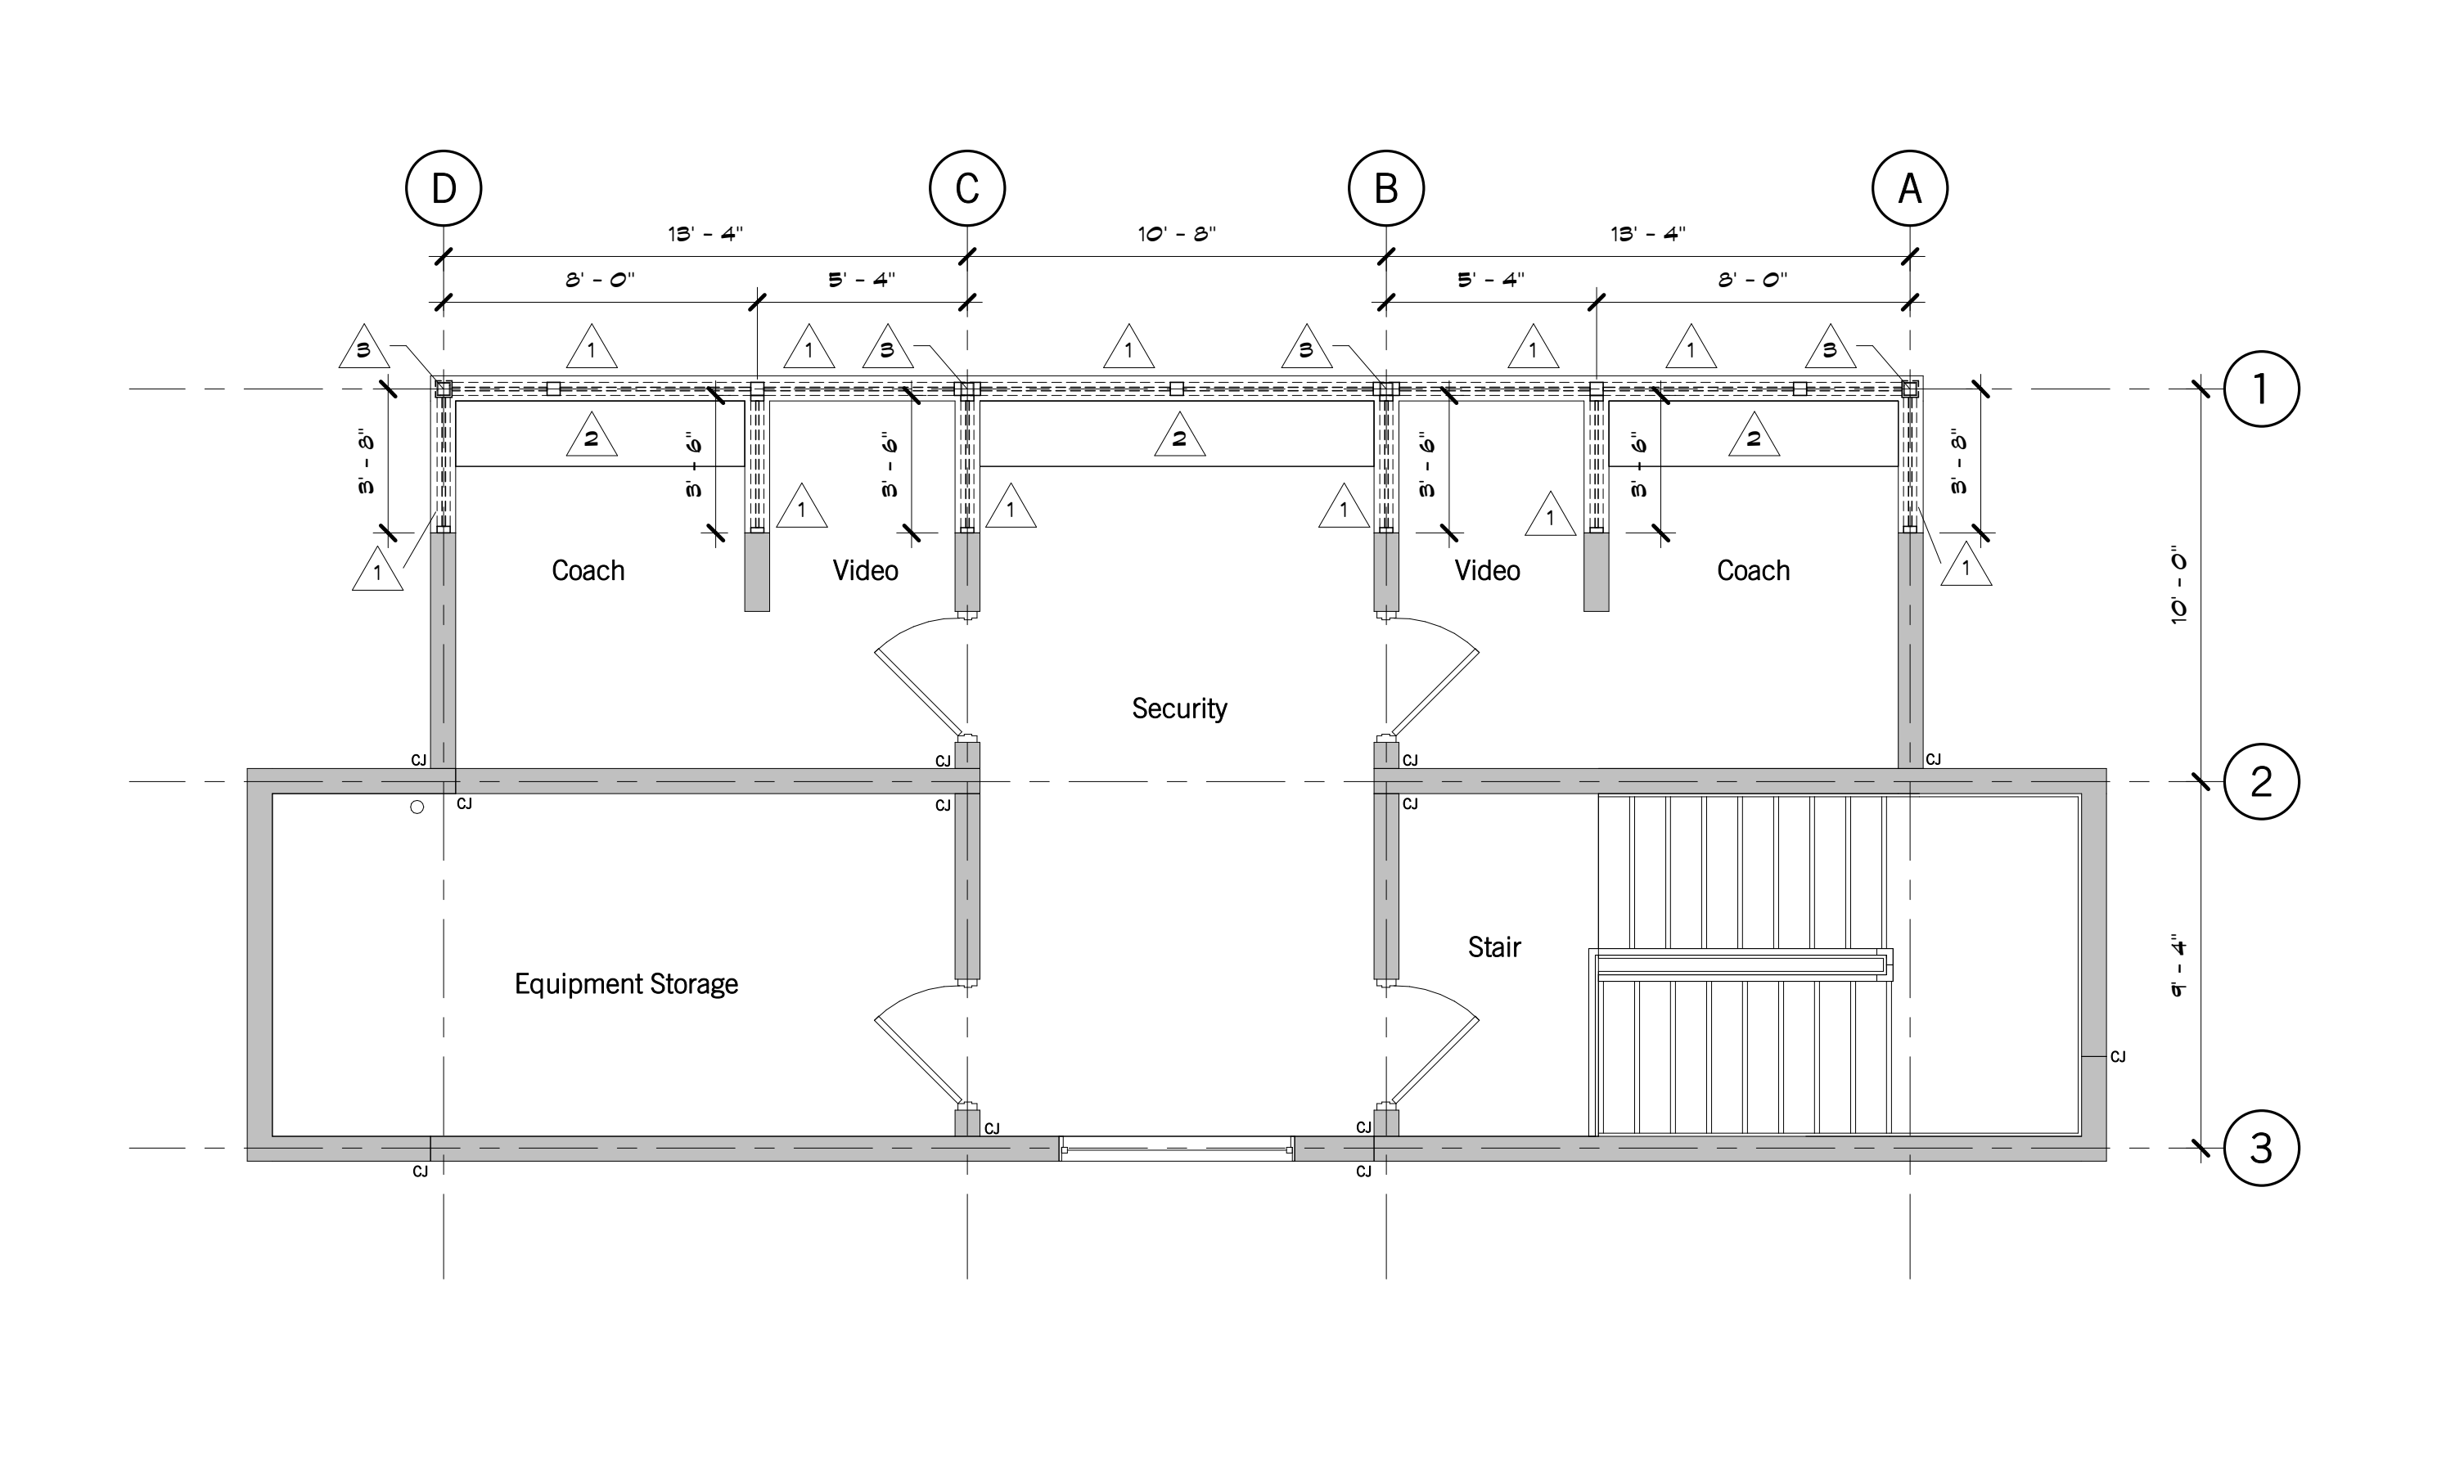 D C B A
13' - 4" 10' - 8" 13' - 4"
8' - 0" 5' - 4" 5' - 4" 8' - 0"
3 1 1 3 1 3 1 1 3
1
2 2 2
3' - 8" 3' - 6" 3' - 6" 3' - 6" 3' - 6" 3' - 8"
1 1 1 1
1 1
Coach Video Video Coach
10' - 0"
Security
CJ CJ CJ CJ
2
CJ CJ CJ
Stair
9' - 4"
Equipment Storage
CJ
CJ CJ
3
CJ CJ